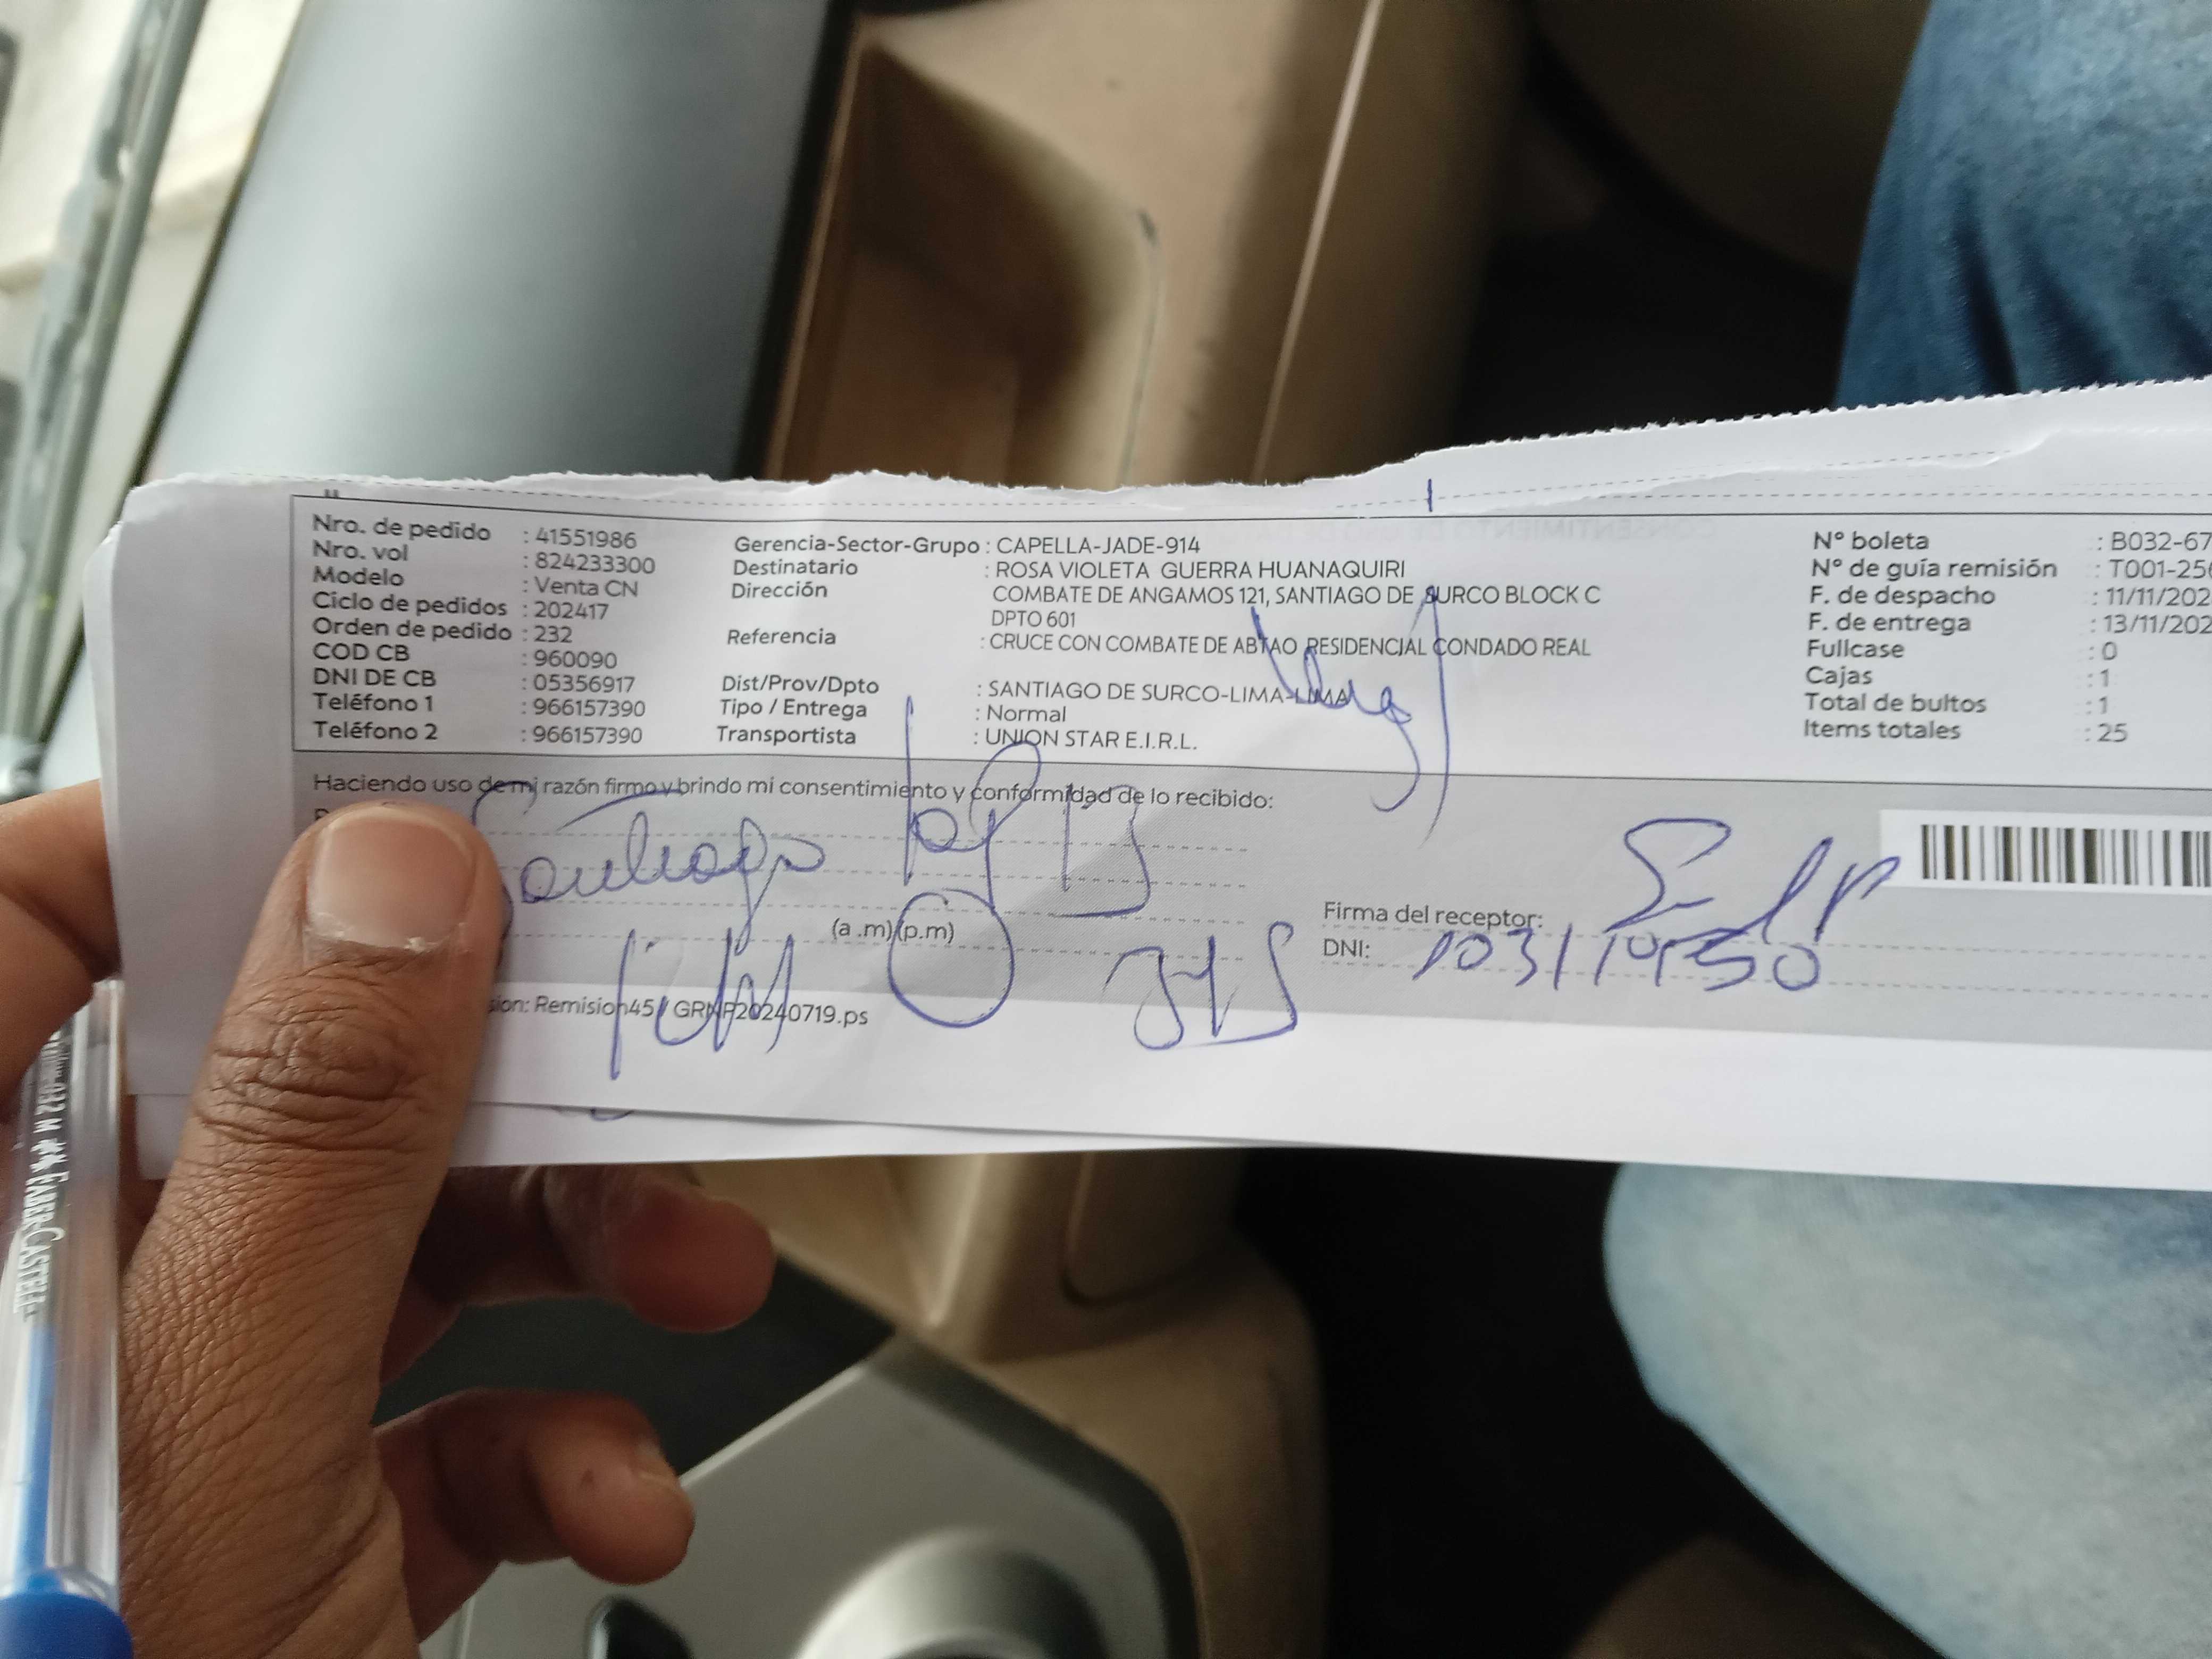 Nro. de pedido : 41551986
Nro. vol : 824233300
Modelo : Venta CN
Ciclo de pedidos : 202417
Orden de pedido : 232
COD CB : 960090
DNI DE CB : 05356917
Teléfono 1 : 966157390
Teléfono 2 : 966157390
Gerencia-Sector-Grupo : CAPELLA-JADE-914
Destinatario : ROSA VIOLETA GUERRA HUANAQUIRI
Dirección COMBATE DE ANGAMOS 121, SANTIAGO DE SURCO BLOCK C
DPTO 601
Referencia : CRUCE CON COMBATE DE ABTAO RESIDENCIAL CONDADO REAL
Dist/Prov/Dpto : SANTIAGO DE SURCO-LIMA-LIMA
Tipo / Entrega : Normal
Transportista : UNION STAR E.I.R.L.
N° boleta : B032-67
N° de guía remisión : T001-256
F. de despacho : 11/11/202
F. de entrega : 13/11/202
Fullcase : 0
Cajas : 1
Total de bultos : 1
Items totales : 25
Haciendo uso de mi razón firmo y brindo mi consentimiento y conformidad de lo recibido:
Santiago
(a .m) (p.m)
Firma del receptor:
DNI:
sion: Remision45 / GRNP20240719.ps
FABER-CASTELL
032 M